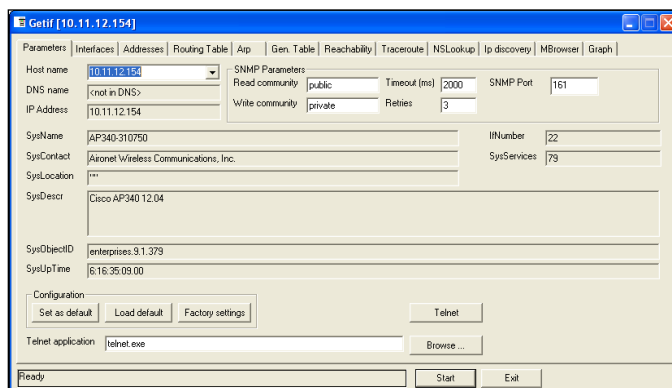 Getif [10.11.12.154]
Parameters Interfaces Addresses Routing Table Arp Gen. Table Reachability Traceroute NSLookup Ip discovery MBrowser Graph
Host name 10.11.12.154
DNS name <not in DNS>
IP Address 10.11.12.154
SNMP Parameters
Read community public Timeout (ms) 2000 SNMP Port 161
Write community private Retries 3
SysName AP340-310750 IfNumber 22
SysContact Aironet Wireless Communications, Inc. SysServices 79
SysLocation ""
SysDescr Cisco AP340 12.04
SysObjectID enterprises.9.1.379
SysUpTime 6:16:35:09.00
Configuration
Set as default Load default Factory settings Telnet
Telnet application telnet.exe Browse ...
Ready Start Exit